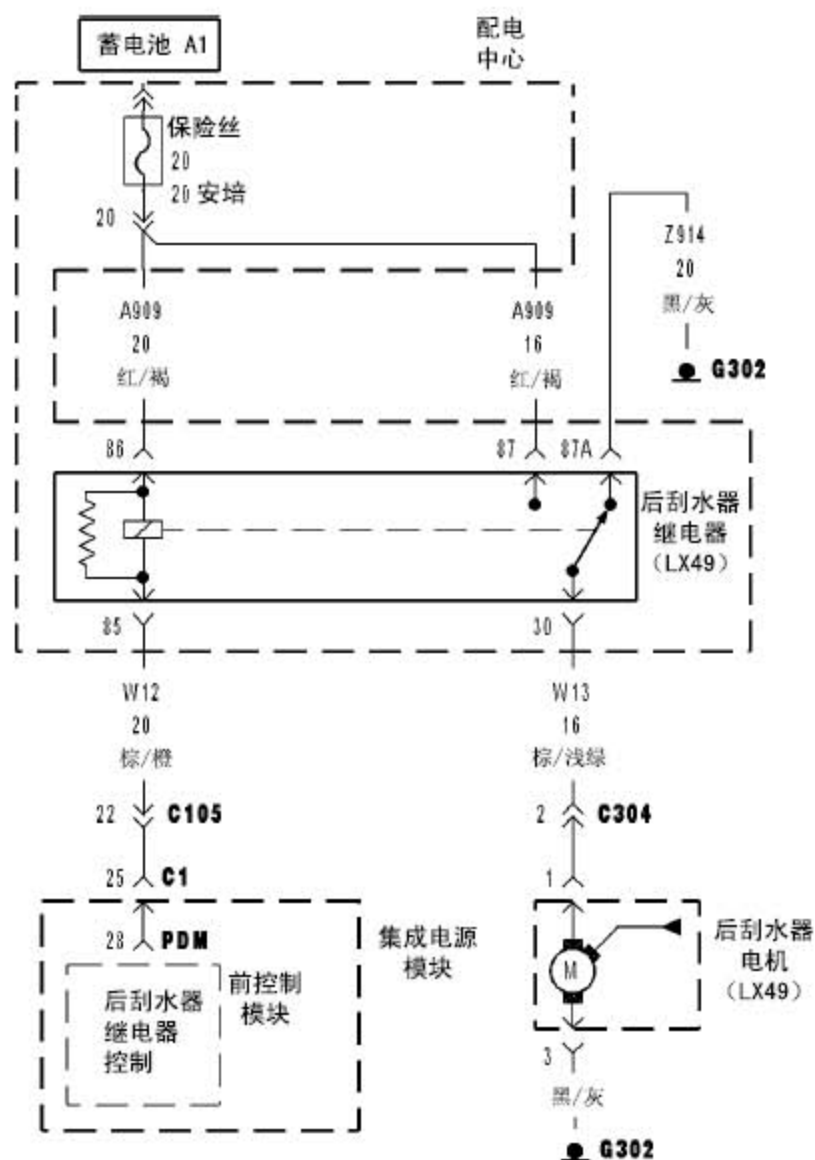 蓄电池 A1
配电
中心
保险丝
20
20 安培
20
Z914
20
黑/灰
G302
A909
20
红/褐
A909
16
红/褐
86
87
87A
后刮水器
继电器
（LX49）
85
30
W12
20
棕/橙
W13
16
棕/浅绿
22 C105
2 C304
25 C1
1
28 PDM
集成电源
模块
前控制
模块
后刮水器
继电器
控制
M
后刮水器
电机
（LX49）
3
黑/灰
G302